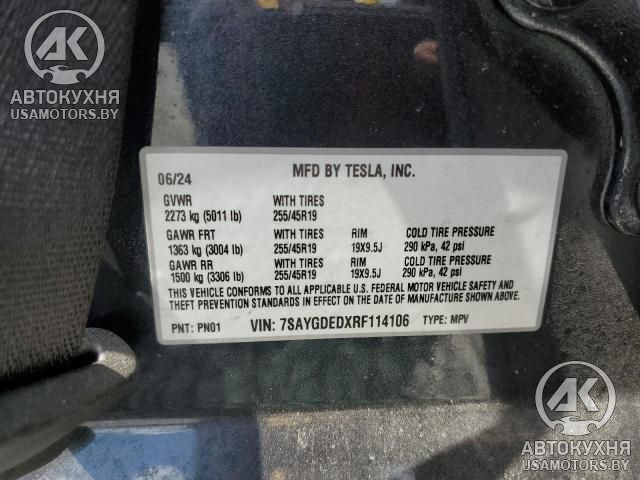 АК
АВТОКУХНЯ
USAMOTORS.BY
06/24 MFD BY TESLA, INC.
GVWR WITH TIRES
2273 kg (5011 lb) 255/45R19
GAWR FRT WITH TIRES RIM COLD TIRE PRESSURE
1363 kg (3004 lb) 255/45R19 19X9.5J 290 kPa, 42 psi
GAWR RR WITH TIRES RIM COLD TIRE PRESSURE
1500 kg (3306 lb) 255/45R19 19X9.5J 290 kPa, 42 psi
THIS VEHICLE CONFORMS TO ALL APPLICABLE U.S. FEDERAL MOTOR VEHICLE SAFETY AND
THEFT PREVENTION STANDARDS IN EFFECT ON THE DATE OF MANUFACTURE SHOWN ABOVE.
PNT: PN01 VIN: 7SAYGDEDXRF114106 TYPE: MPV
АК
АВТОКУХНЯ
USAMOTORS.BY